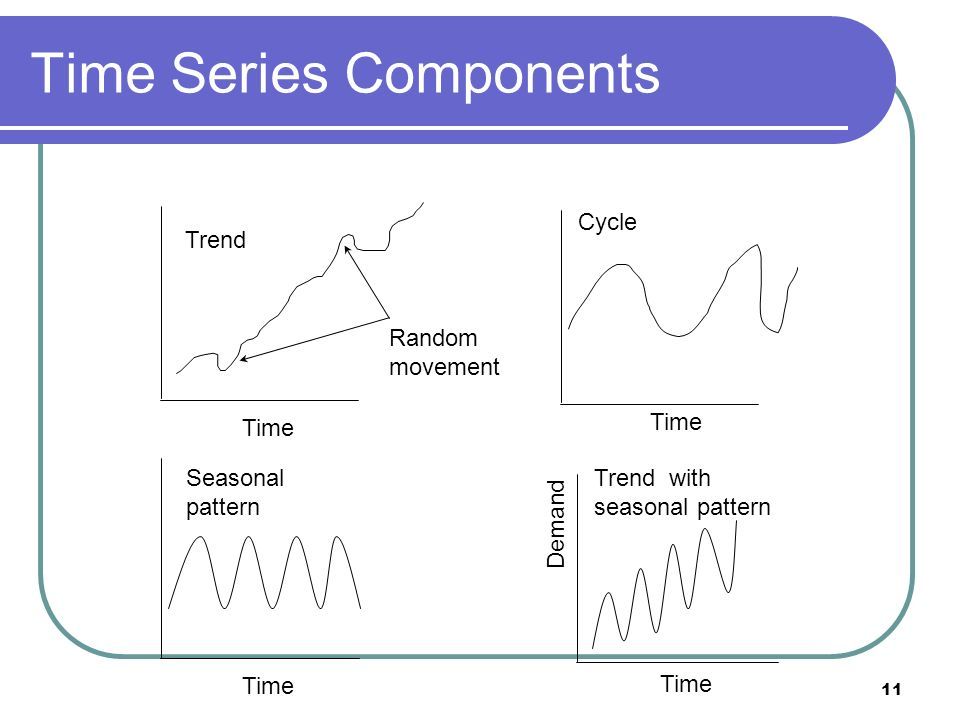 Time Series Components
Trend
Random
movement
Time
Cycle
Time
Seasonal
pattern
Time
Demand
Trend with
seasonal pattern
Time
11